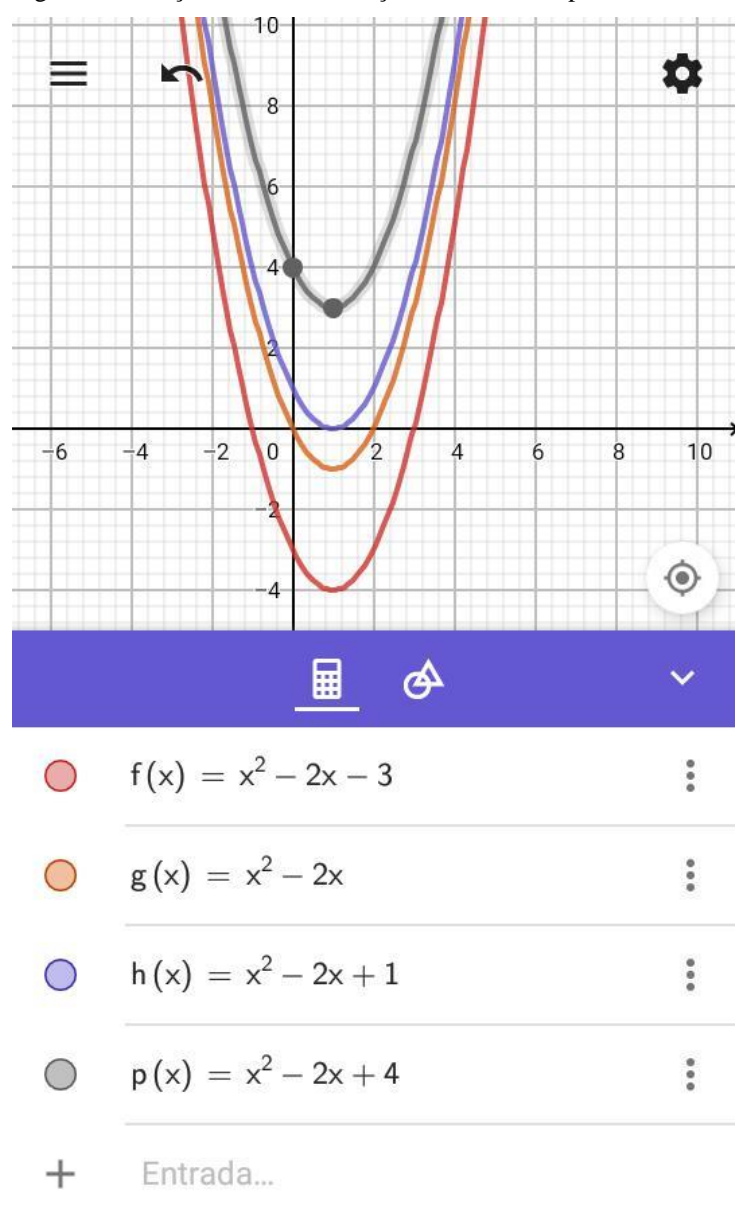 10
8
6
4
2
-6 -4 -2 0 2 4 6 8 10
-2
-4
f(x) = x² – 2x – 3
g(x) = x² – 2x
h(x) = x² – 2x + 1
p(x) = x² – 2x + 4
+ Entrada...